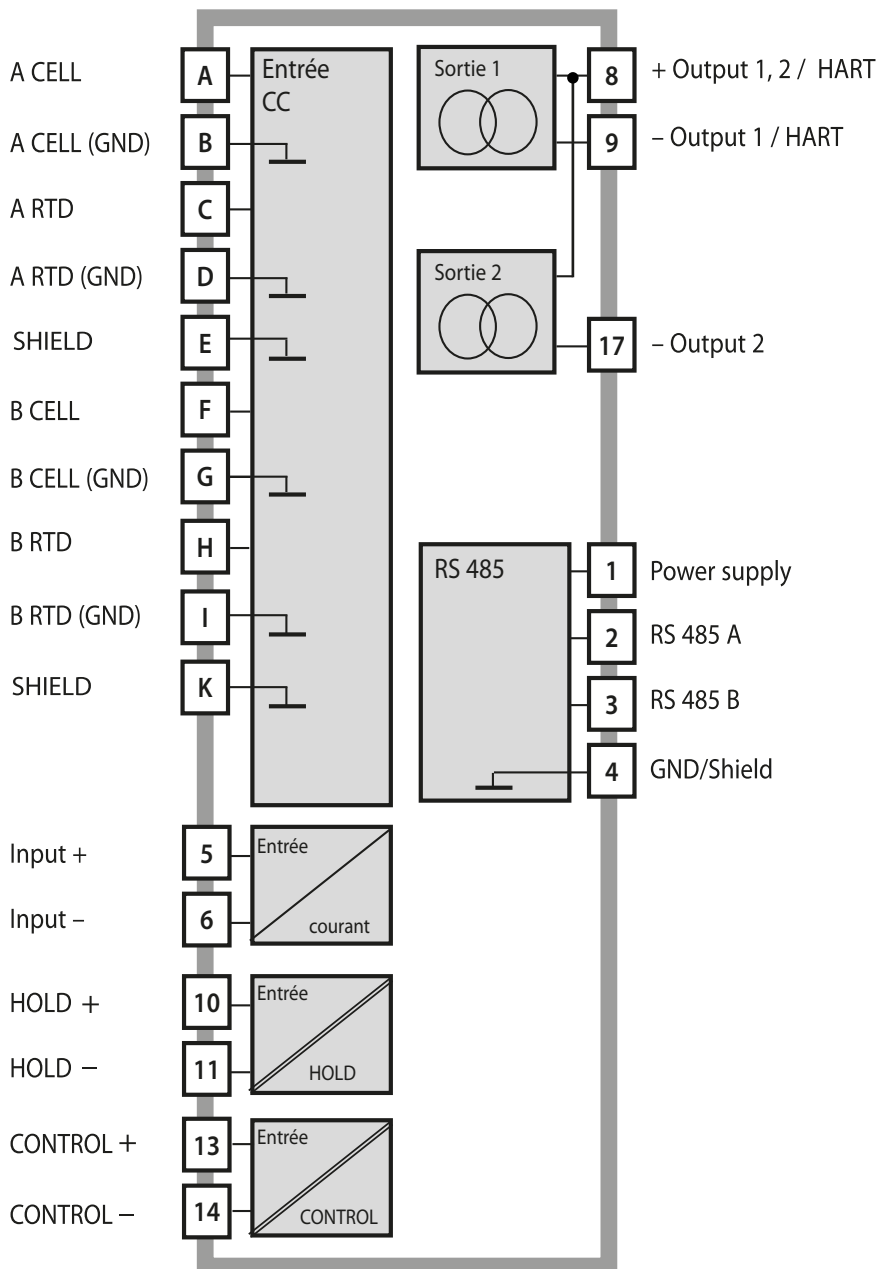 A CELL A
A CELL (GND) B
A RTD C
A RTD (GND) D
SHIELD E
B CELL F
B CELL (GND) G
B RTD H
B RTD (GND) I
SHIELD K
Entrée
CC
Input + 5
Input – 6
Entrée
courant
HOLD + 10
HOLD – 11
Entrée
HOLD
CONTROL + 13
CONTROL – 14
Entrée
CONTROL
Sortie 1
8 + Output 1, 2 / HART
9 – Output 1 / HART
Sortie 2
17 – Output 2
RS 485
1 Power supply
2 RS 485 A
3 RS 485 B
4 GND/Shield